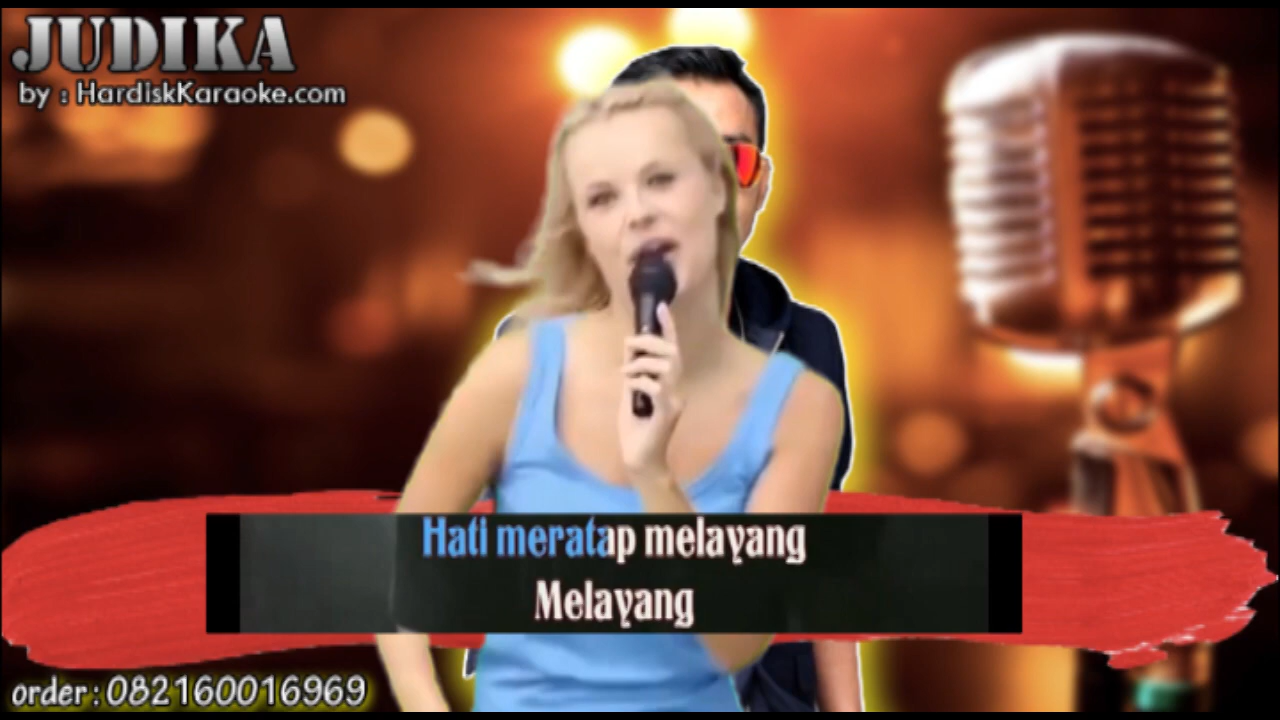 JUDIKA
by : HardiskKaraoke.com
Hati meratap melayang
Melayang
order : 082160016969